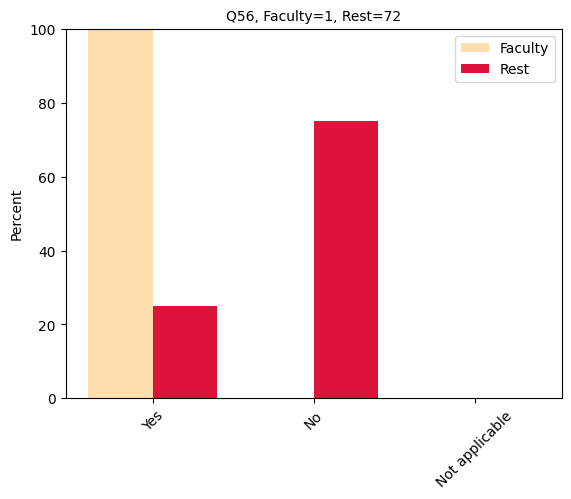 Q56, Faculty=1, Rest=72
100
80
60
40
20
0
Percent
Faculty
Rest
Yes
No
Not applicable